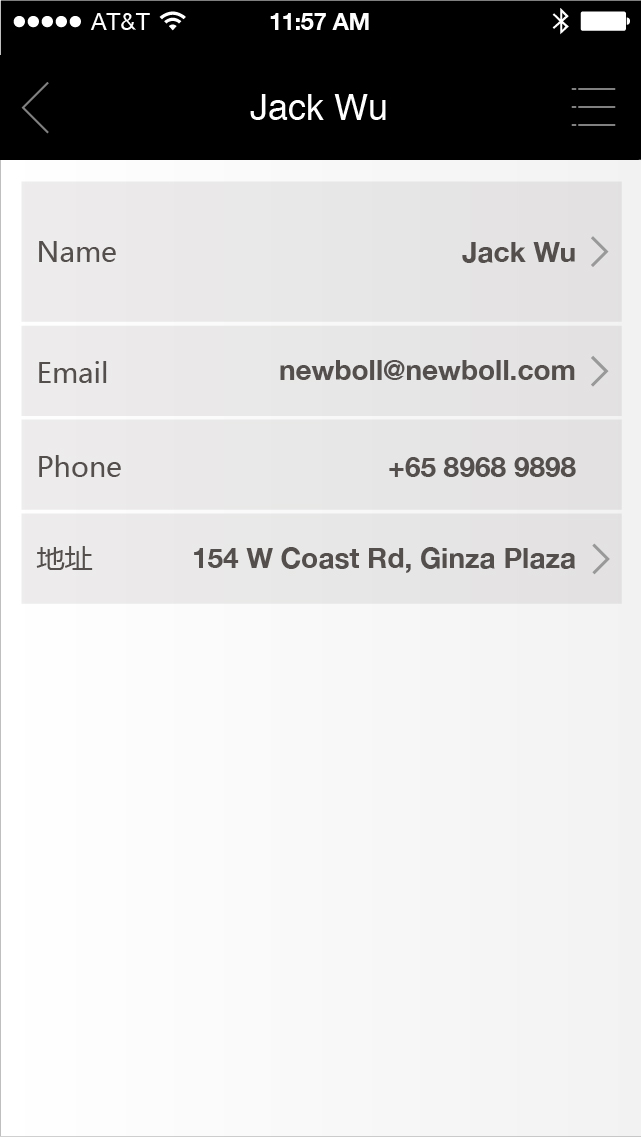 AT&T 11:57 AM
Jack Wu
Name Jack Wu
Email newboll@newboll.com
Phone +65 8968 9898
地址 154 W Coast Rd, Ginza Plaza